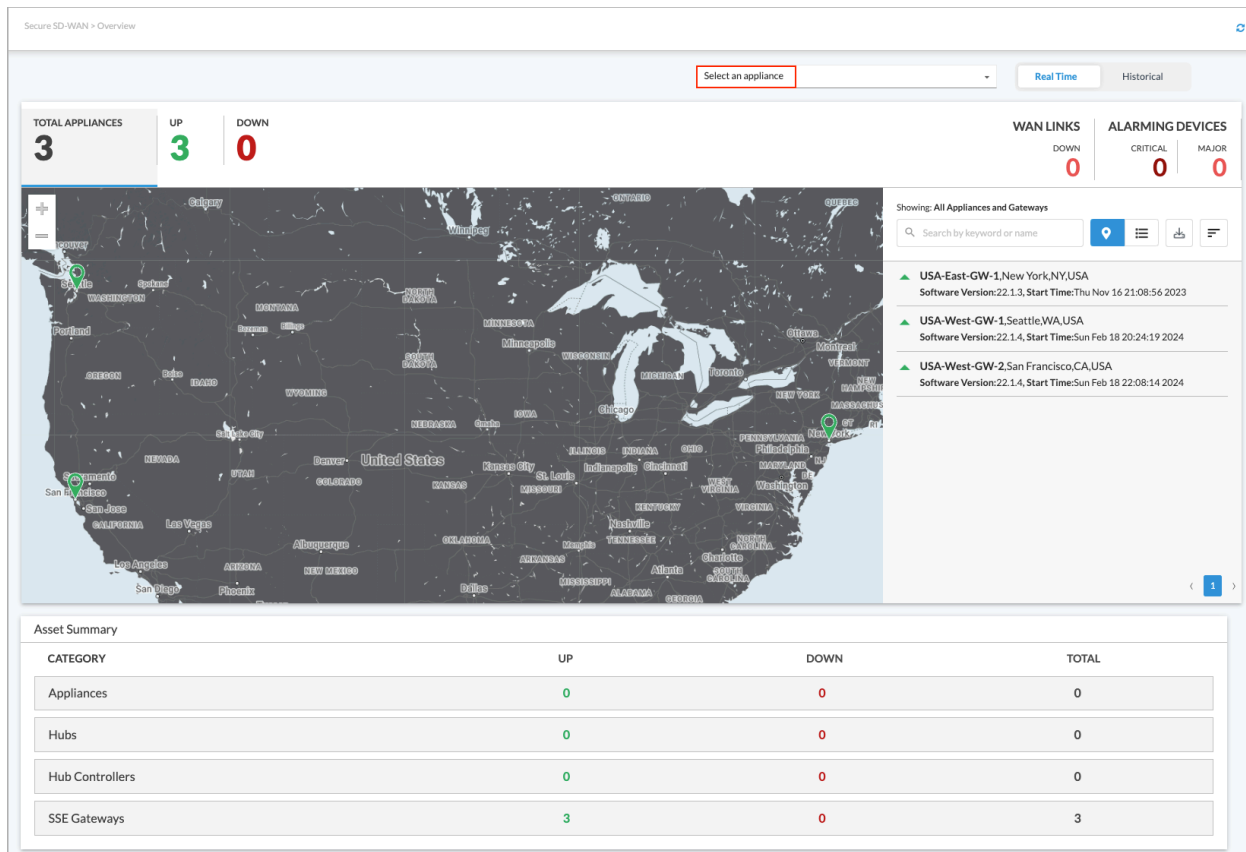 Secure SD-WAN > Overview
Select an appliance
Real Time
Historical
TOTAL APPLIANCES
3
UP
3
DOWN
0
WAN LINKS
DOWN
0
ALARMING DEVICES
CRITICAL
0
MAJOR
0
Showing: All Appliances and Gateways
Search by keyword or name
USA-East-GW-1,New York,NY,USA
Software Version:22.1.3, Start Time:Thu Nov 16 21:08:56 2023
USA-West-GW-1,Seattle,WA,USA
Software Version:22.1.4, Start Time:Sun Feb 18 20:24:19 2024
USA-West-GW-2,San Francisco,CA,USA
Software Version:22.1.4, Start Time:Sun Feb 18 22:08:14 2024
1
Calgary
ONTARIO
QUEBEC
Winnipeg
Spokane
WASHINGTON
MONTANA
NORTH
DAKOTA
Portland
Bozeman
Billings
MINNESOTA
Minneapolis
Ottawa
Montreal
WISCONSIN
VERMONT
OREGON
Boise
IDAHO
SOUTH
DAKOTA
MICHIGAN
Toronto
WYOMING
NEW YORK
IOWA
Chicago
NEBRASKA
Omaha
CT
Salt Lake City
PENNSYLVANIA
NEVADA
UTAH
Denver
United States
ILLINOIS
INDIANA
OHIO
Philadelphia
COLORADO
KANSAS
Kansas City
St. Louis
MISSOURI
Indianapolis
Cincinnati
MARYLAND
DE
WEST
VIRGINIA
Washington
San Jose
CALIFORNIA
Las Vegas
KENTUCKY
VIRGINIA
Nashville
TENNESSEE
NORTH
CAROLINA
Albuquerque
OKLAHOMA
Memphis
Charlotte
Los Angeles
ARIZONA
NEW MEXICO
ARKANSAS
Atlanta
SOUTH
CAROLINA
San Diego
Phoenix
Dallas
MISSISSIPPI
ALABAMA
GEORGIA
Asset Summary
CATEGORY UP DOWN TOTAL
Appliances 0 0 0
Hubs 0 0 0
Hub Controllers 0 0 0
SSE Gateways 3 0 3